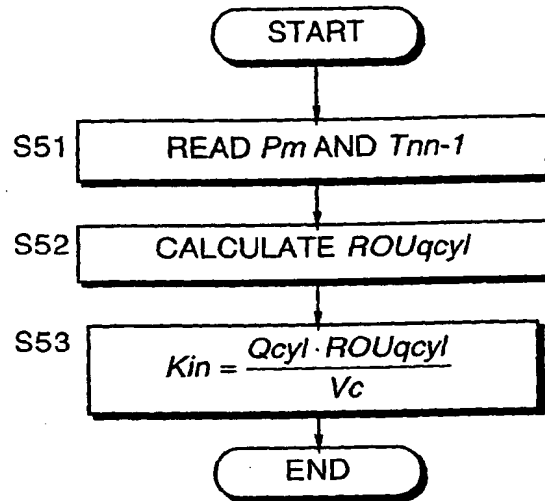 START
S51 READ Pm AND Tnn-1
S52 CALCULATE ROUqcyl
S53 Kin = Qcyl·ROUqcyl / Vc
END